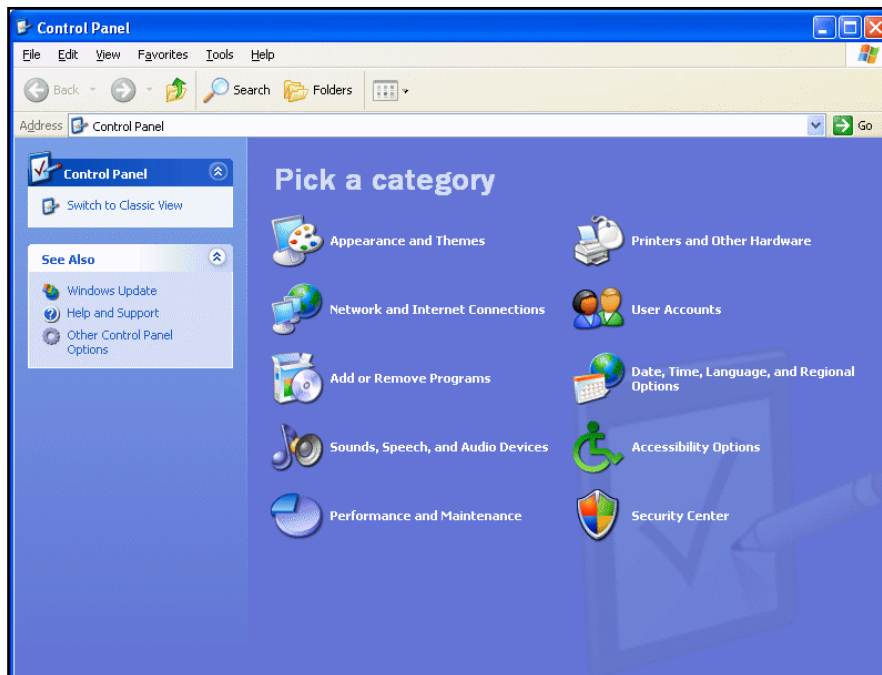 Control Panel
File Edit View Favorites Tools Help
Back Search Folders
Address Control Panel Go
Control Panel
Switch to Classic View
See Also
Windows Update
Help and Support
Other Control Panel
Options
Pick a category
Appearance and Themes
Printers and Other Hardware
Network and Internet Connections
User Accounts
Add or Remove Programs
Date, Time, Language, and Regional
Options
Sounds, Speech, and Audio Devices
Accessibility Options
Performance and Maintenance
Security Center